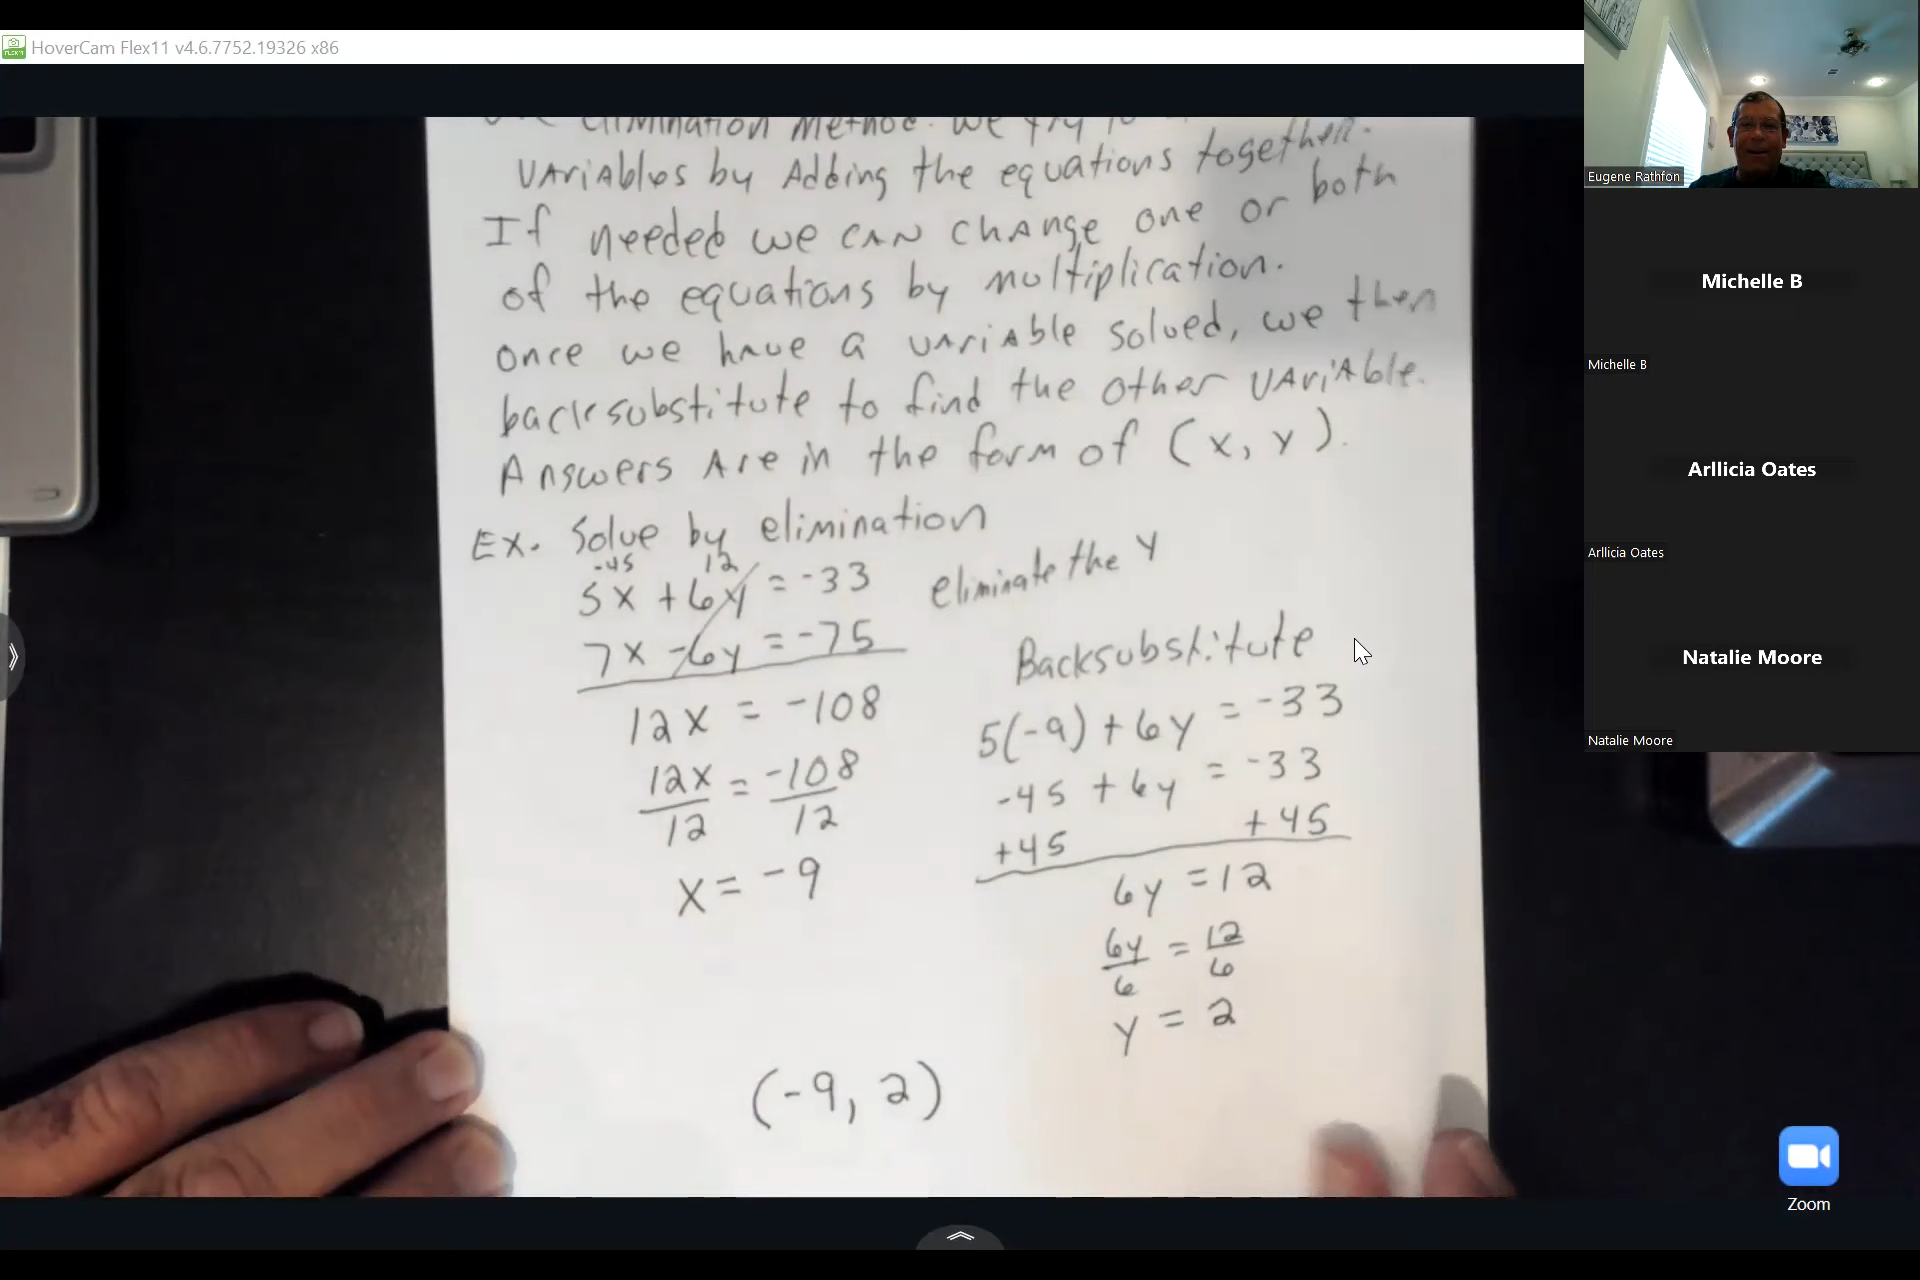 HoverCam Flex11 v4.6.7752.19326 x86
elimination method. We try to
variables by Adding the equations together.
If needed we can change one or both
of the equations by multiplication.
once we have a variable solved, we then
backsubstitute to find the other variable.
Answers Are in the form of (x, y).
Ex. Solve by elimination
-45 12
5x + 6y = -33 eliminate the y
7x - 6y = -75
12x = -108
12x/12 = -108/12
x = -9
Backsubstitute
5(-9) + 6y = -33
-45 + 6y = -33
+45 +45
6y = 12
6y/6 = 12/6
y = 2
(-9, 2)
Eugene Rathfon
Michelle B
Michelle B
Arllicia Oates
Arllicia Oates
Natalie Moore
Natalie Moore
Zoom